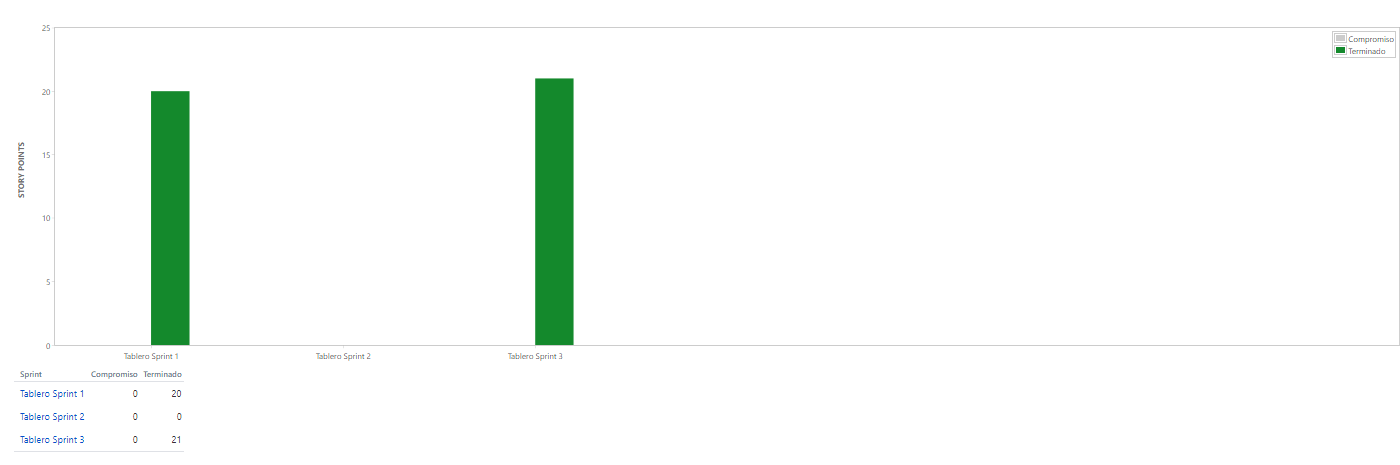 25
Compromiso
Terminado
20
15
STORY POINTS
10
5
0
Tablero Sprint 1 Tablero Sprint 2 Tablero Sprint 3
Sprint Compromiso Terminado
Tablero Sprint 1 0 20
Tablero Sprint 2 0 0
Tablero Sprint 3 0 21